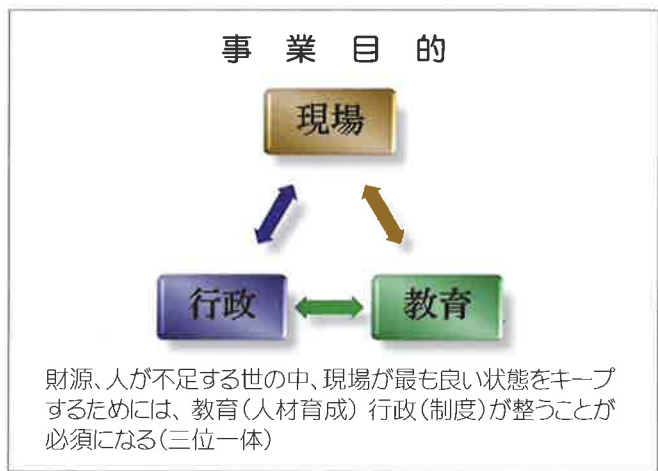 事業目的
現場
行政
教育
財源、人が不足する世の中、現場が最も良い状態をキープ
するためには、教育(人材育成) 行政(制度)が整うことが
必須になる(三位一体)